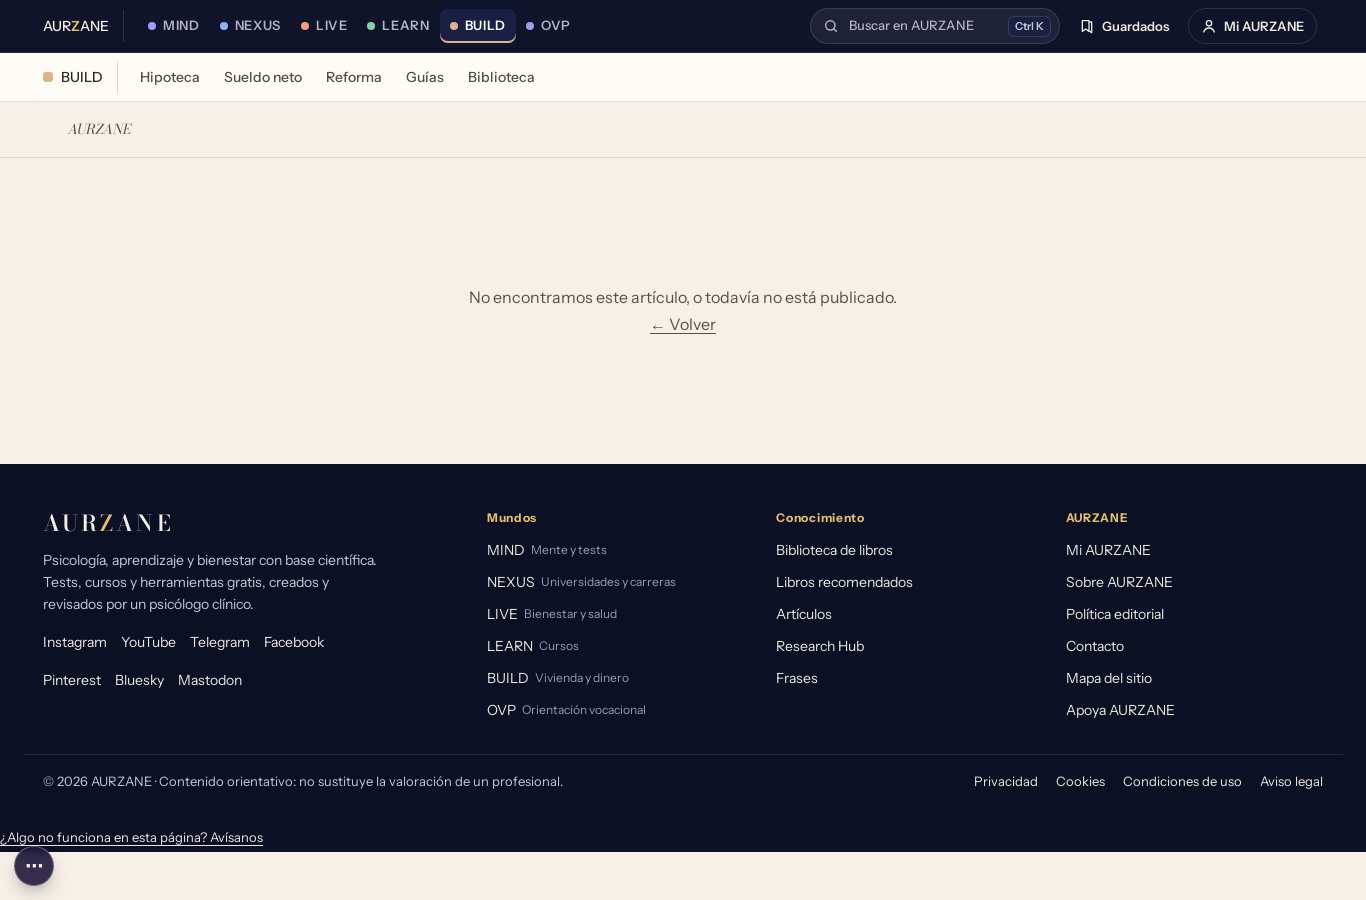 AURZANE
MIND
NEXUS
LIVE
LEARN
BUILD
OVP
Buscar en AURZANE
Ctrl K
Guardados
Mi AURZANE
BUILD
Hipoteca
Sueldo neto
Reforma
Guías
Biblioteca
AURZANE
No encontramos este artículo, o todavía no está publicado.
← Volver
AURZANE
Psicología, aprendizaje y bienestar con base científica.
Tests, cursos y herramientas gratis, creados y
revisados por un psicólogo clínico.
Instagram YouTube Telegram Facebook
Pinterest Bluesky Mastodon
Mundos
MIND Mente y tests
NEXUS Universidades y carreras
LIVE Bienestar y salud
LEARN Cursos
BUILD Vivienda y dinero
OVP Orientación vocacional
Conocimiento
Biblioteca de libros
Libros recomendados
Artículos
Research Hub
Frases
AURZANE
Mi AURZANE
Sobre AURZANE
Política editorial
Contacto
Mapa del sitio
Apoya AURZANE
© 2026 AURZANE · Contenido orientativo: no sustituye la valoración de un profesional.
Privacidad Cookies Condiciones de uso Aviso legal
¿Algo no funciona en esta página? Avísanos